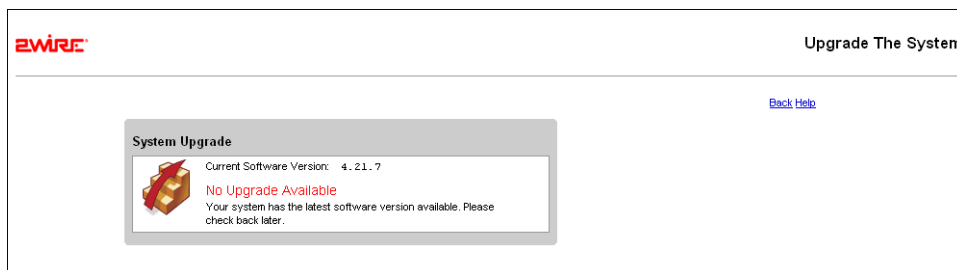 2WIRE
Upgrade The System
Back Help
System Upgrade
Current Software Version: 4.21.7
No Upgrade Available
Your system has the latest software version available. Please
check back later.